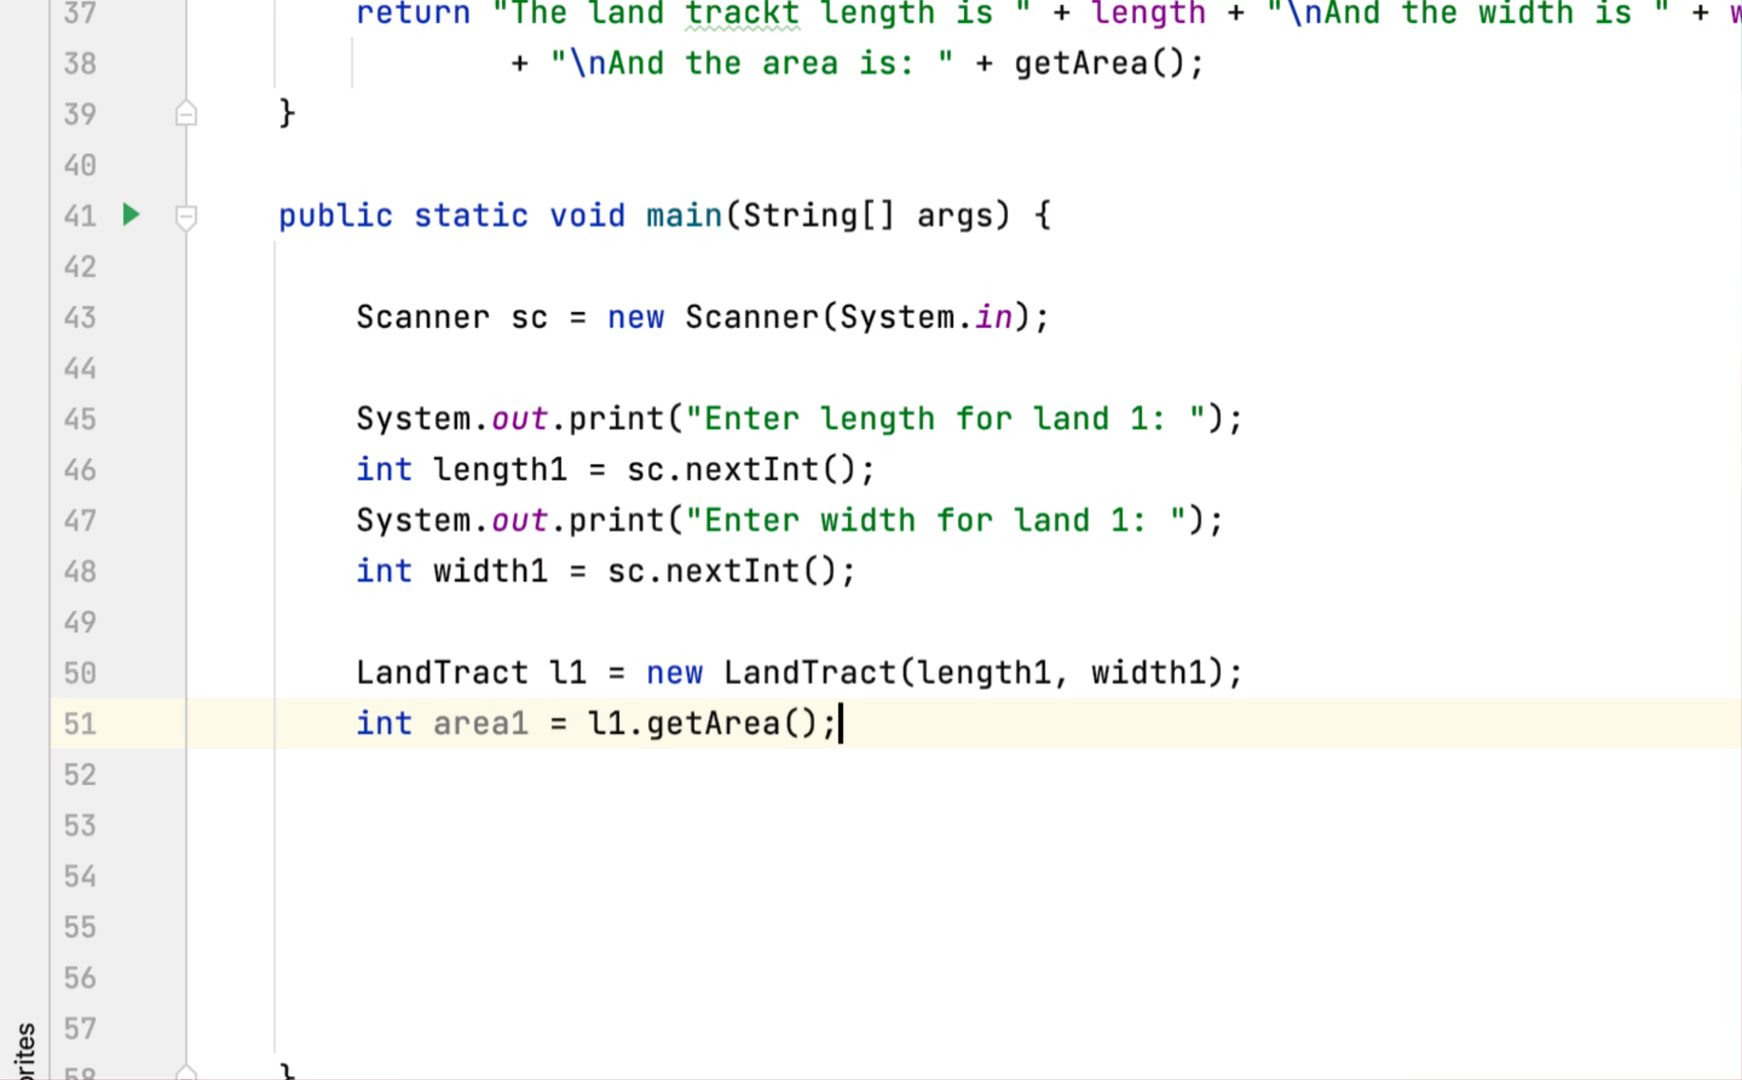 37 return "The land trackt length is " + length + "\nAnd the width is " +
38 + "\nAnd the area is: " + getArea();
39 }
40
41 public static void main(String[] args) {
42
43 Scanner sc = new Scanner(System.in);
44
45 System.out.print("Enter length for land 1: ");
46 int length1 = sc.nextInt();
47 System.out.print("Enter width for land 1: ");
48 int width1 = sc.nextInt();
49
50 LandTract l1 = new LandTract(length1, width1);
51 int area1 = l1.getArea();
52
53
54
55
56
57
58 }